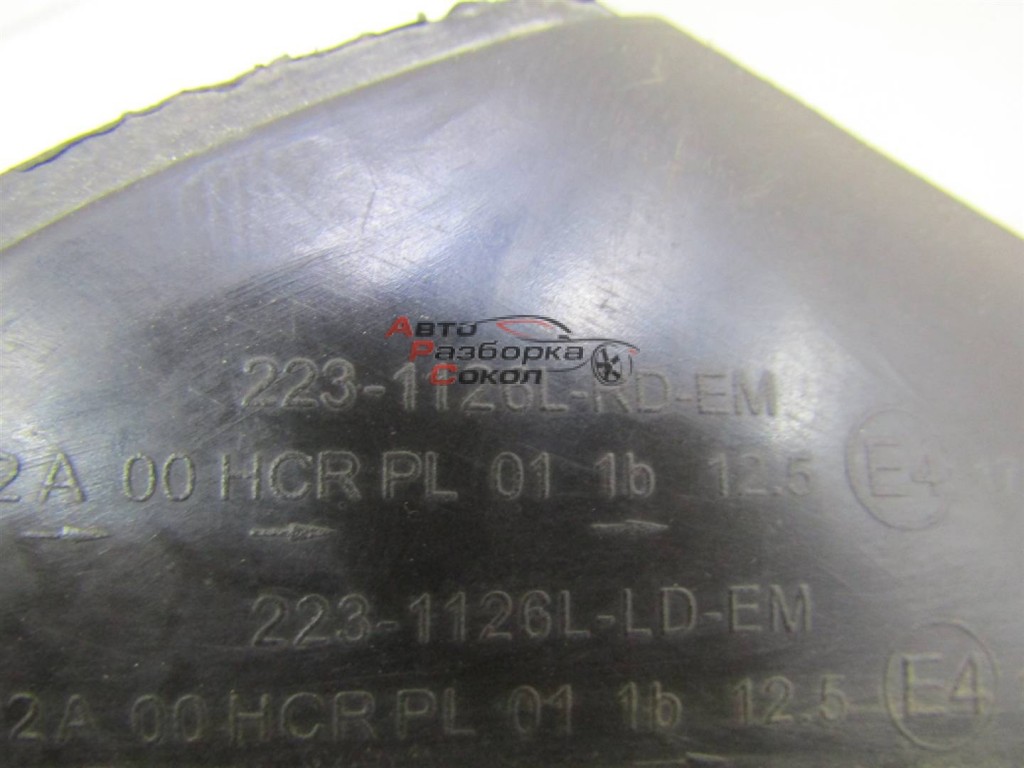 Авто
Разборка
Сокол
223-1126L-RD-EM
2A 00 HCR PL 01 1b 12.5 E4
223-1126L-LD-EM
2A 00 HCR PL 01 1b 12.5 E4